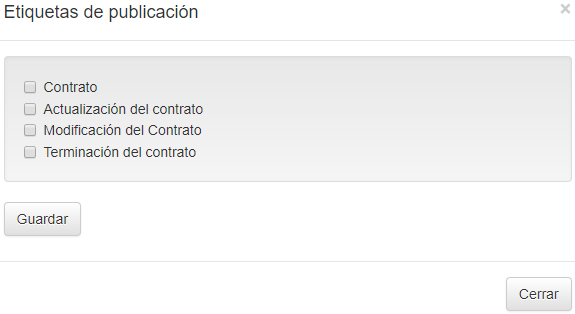 Etiquetas de publicación
×
Contrato
Actualización del contrato
Modificación del Contrato
Terminación del contrato
Guardar
Cerrar